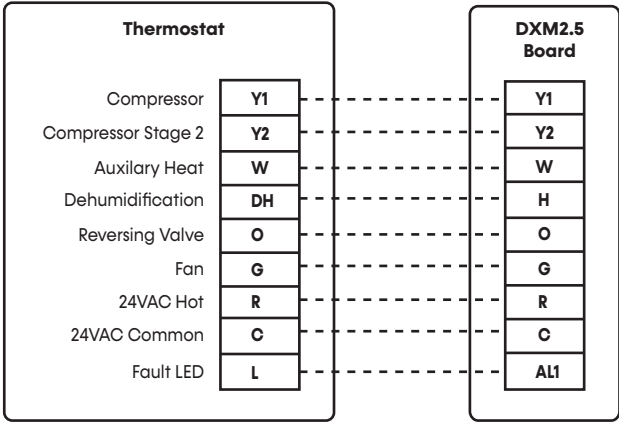 Thermostat
DXM2.5
Board
Compressor Y1 Y1
Compressor Stage 2 Y2 Y2
Auxilary Heat W W
Dehumidification DH H
Reversing Valve O O
Fan G G
24VAC Hot R R
24VAC Common C C
Fault LED L AL1